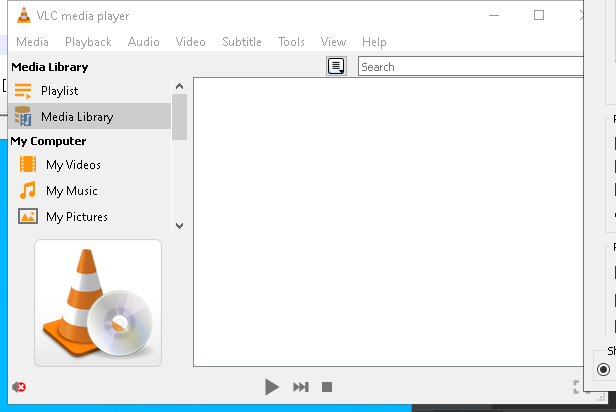 VLC media player
Media Playback Audio Video Subtitle Tools View Help
Media Library
Search
Playlist
Media Library
My Computer
My Videos
My Music
My Pictures